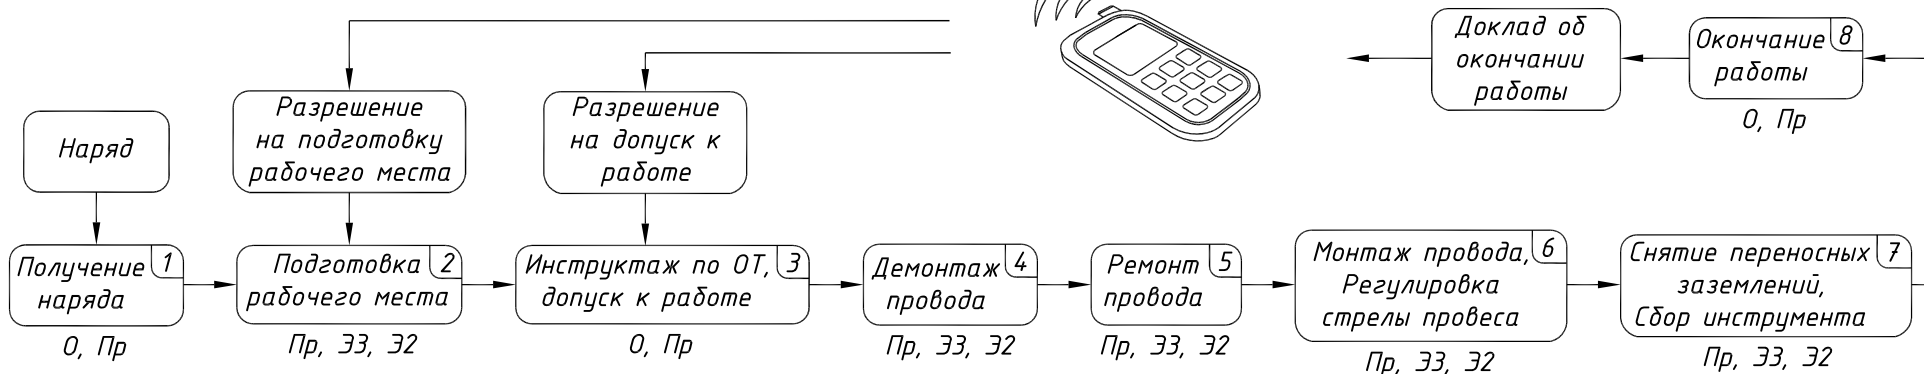 Доклад об
окончании
работы
Окончание 8
работы
О, Пр
Разрешение
на подготовку
рабочего места
Разрешение
на допуск к
работе
Наряд
Получение 1
наряда
О, Пр
Подготовка 2
рабочего места
Пр, Э3, Э2
Инструктаж по ОТ, 3
допуск к работе
О, Пр
Демонтаж 4
провода
Пр, Э3, Э2
Ремонт 5
провода
Пр, Э3, Э2
Монтаж провода, 6
Регулировка
стрелы провеса
Пр, Э3, Э2
Снятие переносных 7
заземлений,
Сбор инструмента
Пр, Э3, Э2